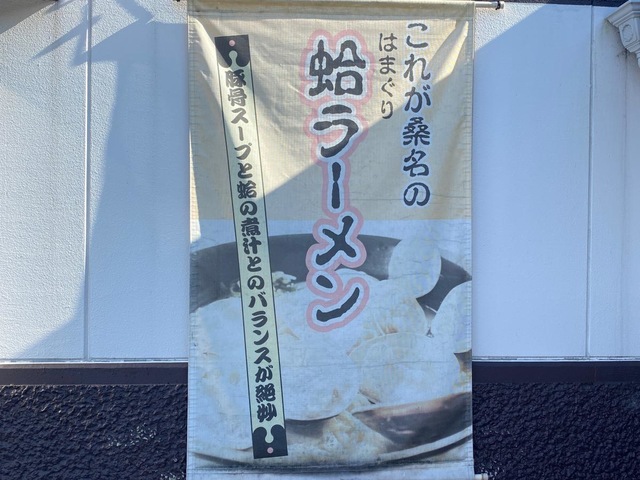 これが桑名の
はまぐり
蛤ラーメン
豚骨スープと蛤の煮汁とのバランスが絶妙